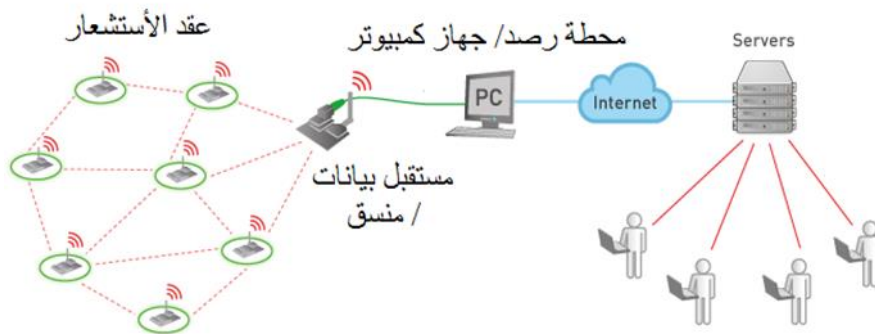 عقد الأستشعار
محطة رصد/ جهاز كمبيوتر
Servers
PC
Internet
مستقبل بيانات
/ منسق